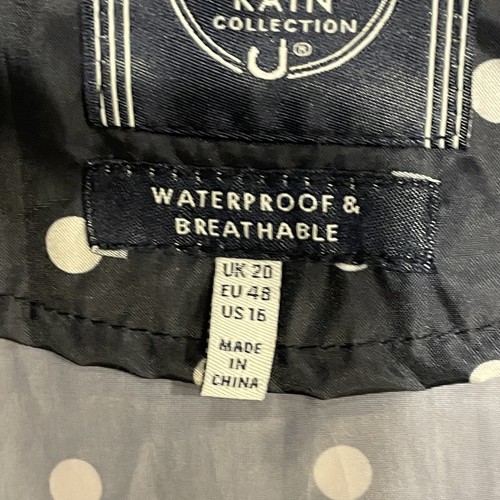 RAIN
COLLECTION
®
WATERPROOF &
BREATHABLE
UK 20
EU 48
US 16
MADE
IN
CHINA